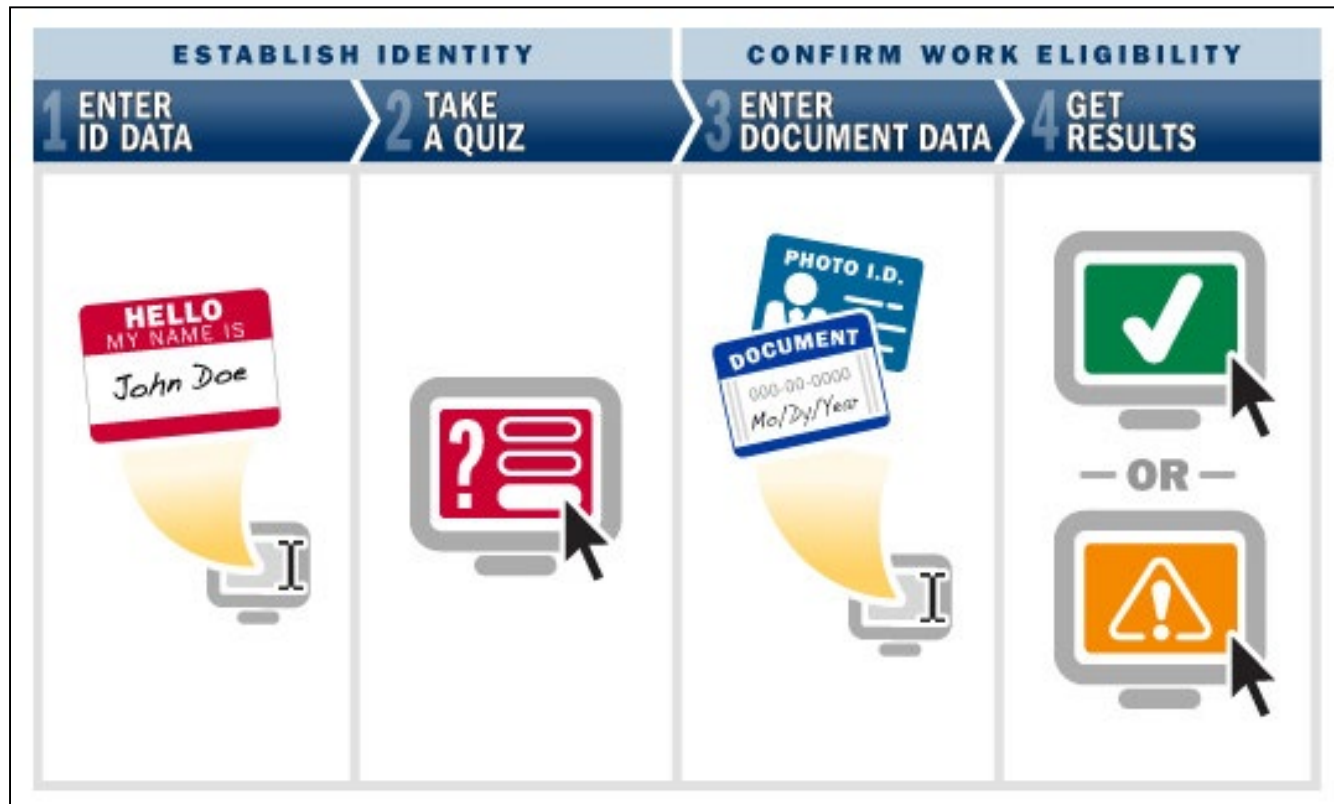 ESTABLISH IDENTITY
CONFIRM WORK ELIGIBILITY
1 ENTER
ID DATA
2 TAKE
A QUIZ
3 ENTER
DOCUMENT DATA
4 GET
RESULTS
HELLO
MY NAME IS
John Doe
?
PHOTO I.D.
DOCUMENT
000-00-0000
Mo/Dy/Year
— OR —
!